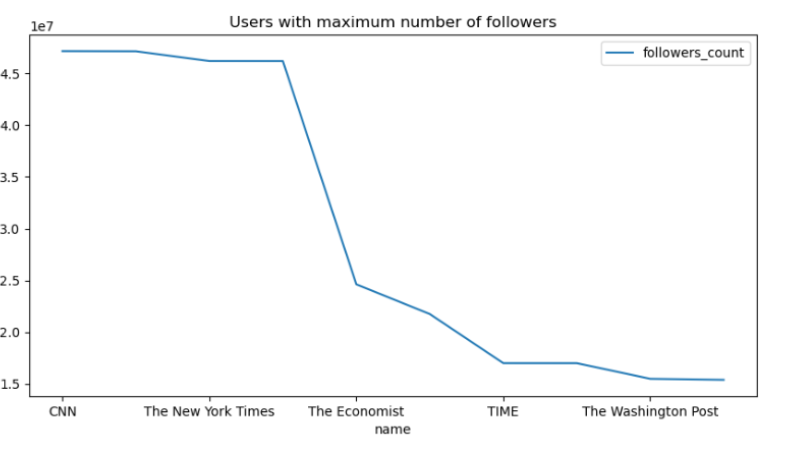 Users with maximum number of followers
1e7
followers_count
4.5
4.0
3.5
3.0
2.5
2.0
1.5
CNN The New York Times The Economist TIME The Washington Post
name